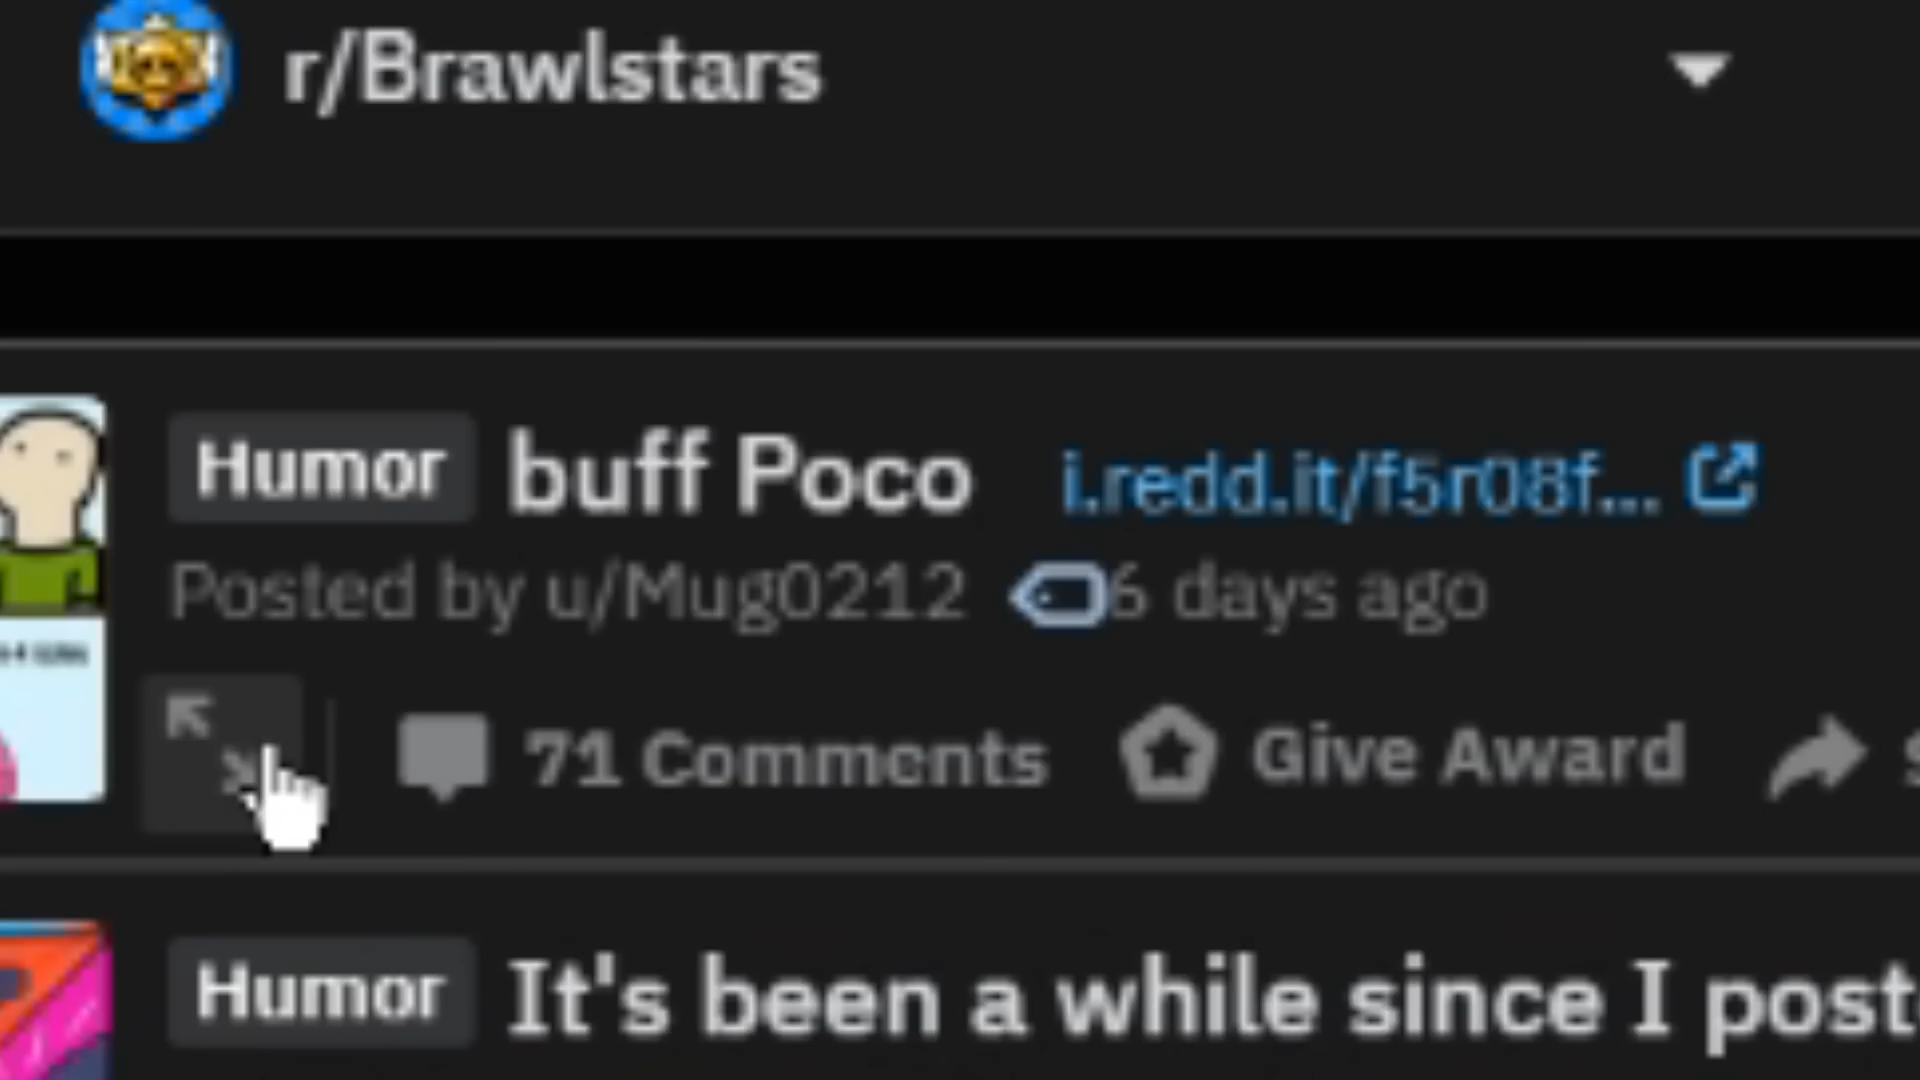 r/Brawlstars
Humor buff Poco i.redd.it/f5r08f...
Posted by u/Mug0212 6 days ago
71 Comments Give Award
Humor It's been a while since I post